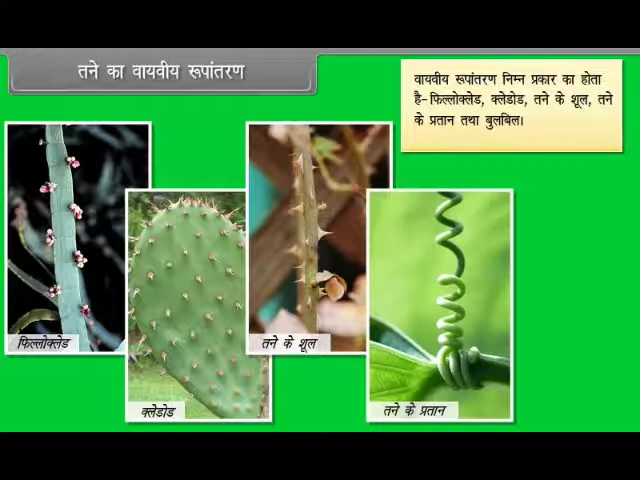 तने का वायवीय रूपांतरण
वायवीय रूपांतरण निम्न प्रकार का होता
है-फिल्लोक्लेड, क्लेडोड, तने के शूल, तने
के प्रतान तथा बुलबिल।
फिल्लोक्लेड
क्लेडोड
तने के शूल
तने के प्रतान